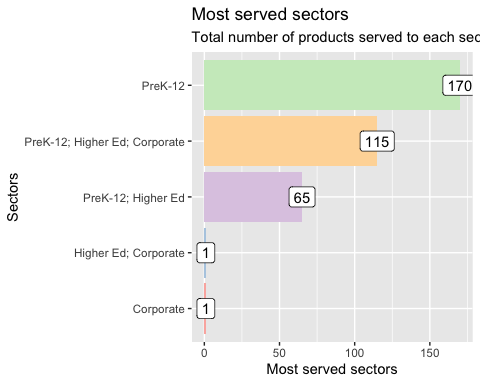 Most served sectors
Total number of products served to each sec
PreK-12
170
PreK-12; Higher Ed; Corporate
115
PreK-12; Higher Ed
65
Higher Ed; Corporate
1
Corporate
1
Sectors
0 50 100 150
Most served sectors